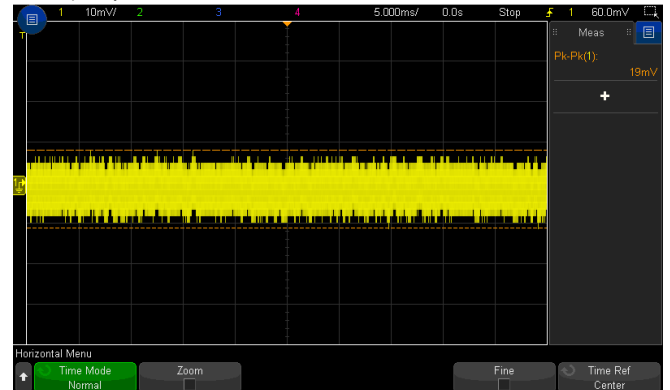 1 10mV/ 2 3 4 5.000ms/ 0.0s Stop 1 60.0mV
T
Meas
Pk-Pk(1):
19mV
+
1
Horizontal Menu
Time Mode
Normal
Zoom
Fine
Time Ref
Center